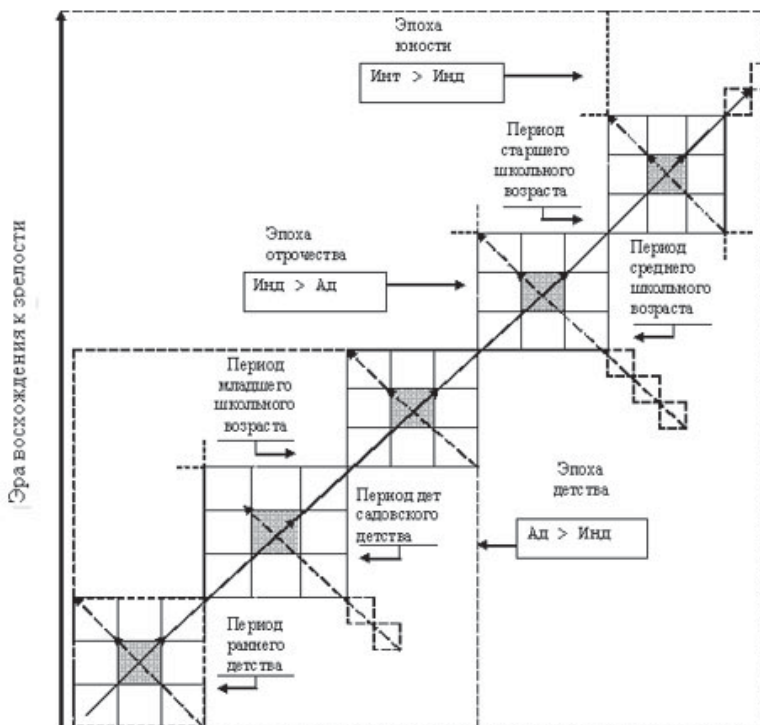 Эпоха
юности
Инт > Инд
Период
старшего
школьного
возраста
Эпоха
отрочества
Инд > Ад
Период
среднего
школьного
возраста
Период
младшего
школьного
возраста
Эпоха
детства
Ад > Инд
Период дет
садовского
детства
Период
раннего
детства
Эра восхождения к зрелости